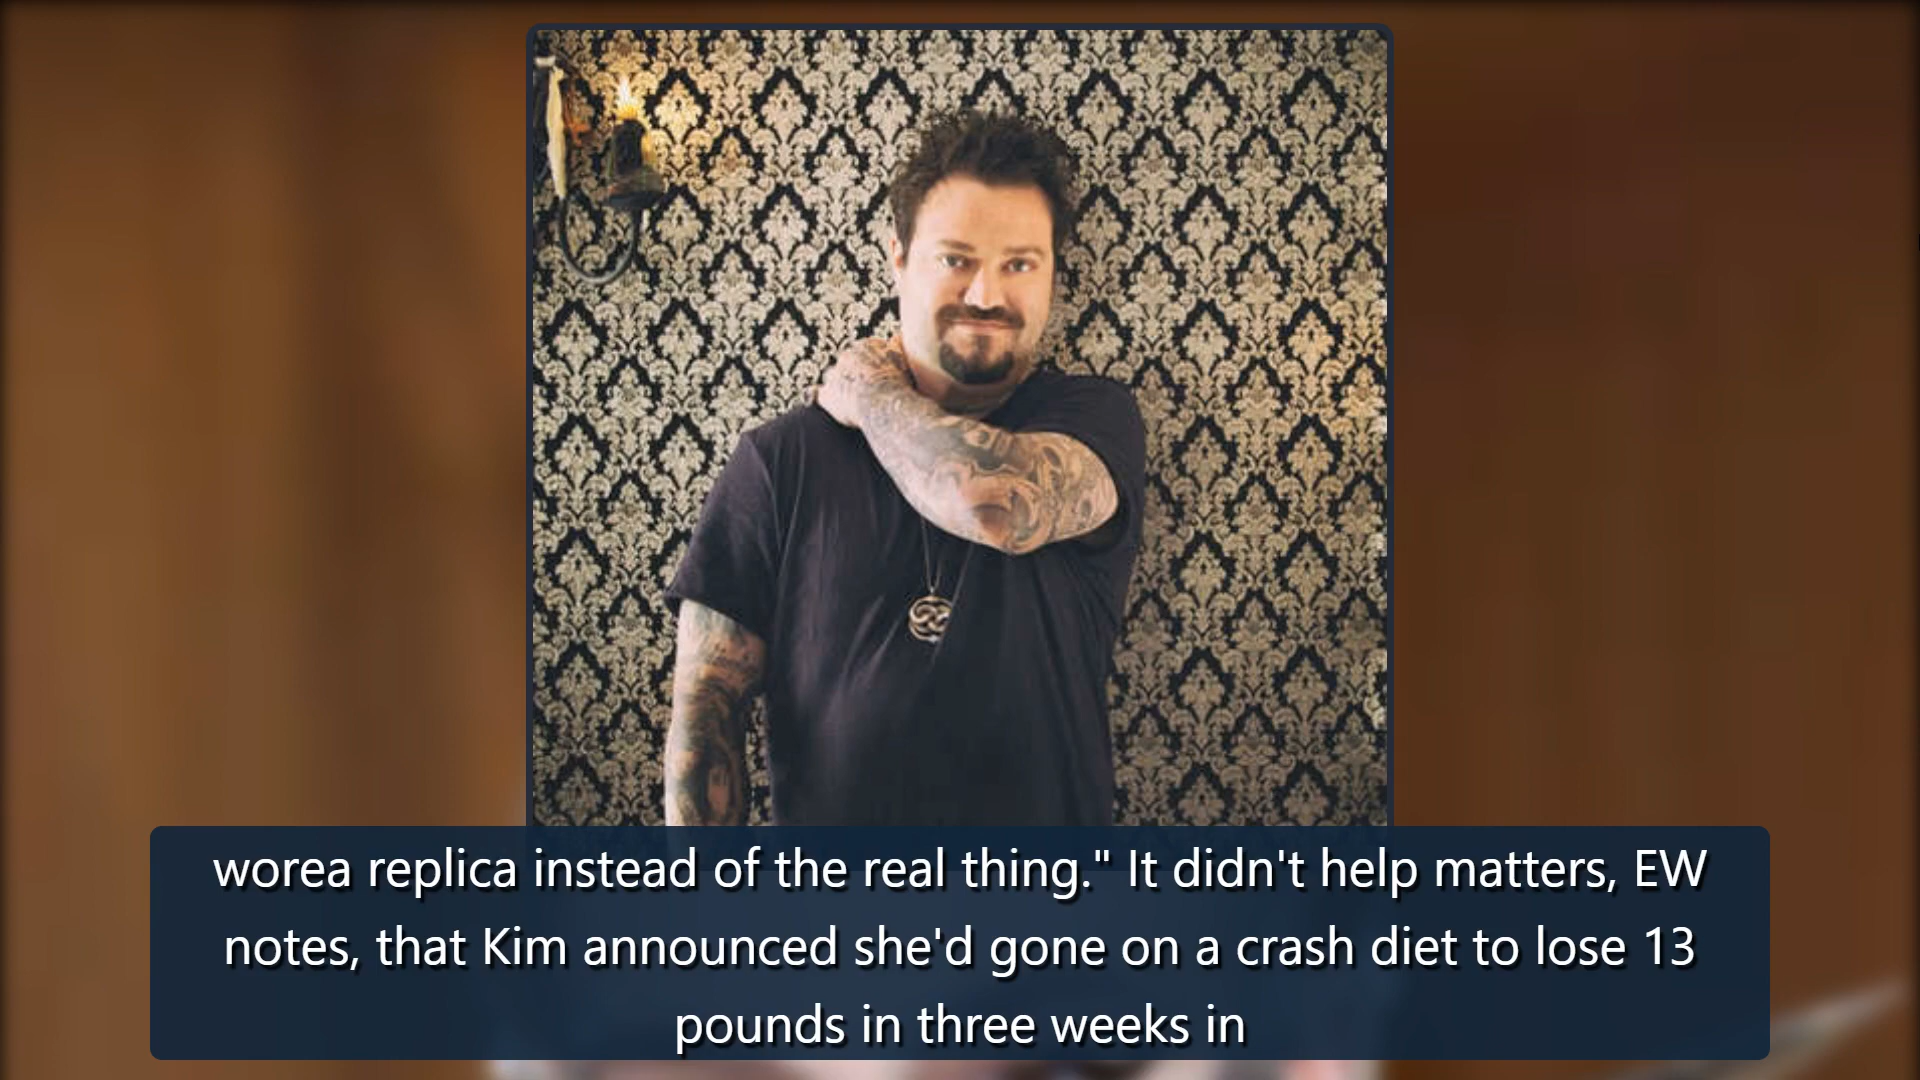 worea replica instead of the real thing." It didn't help matters, EW
notes, that Kim announced she'd gone on a crash diet to lose 13
pounds in three weeks in